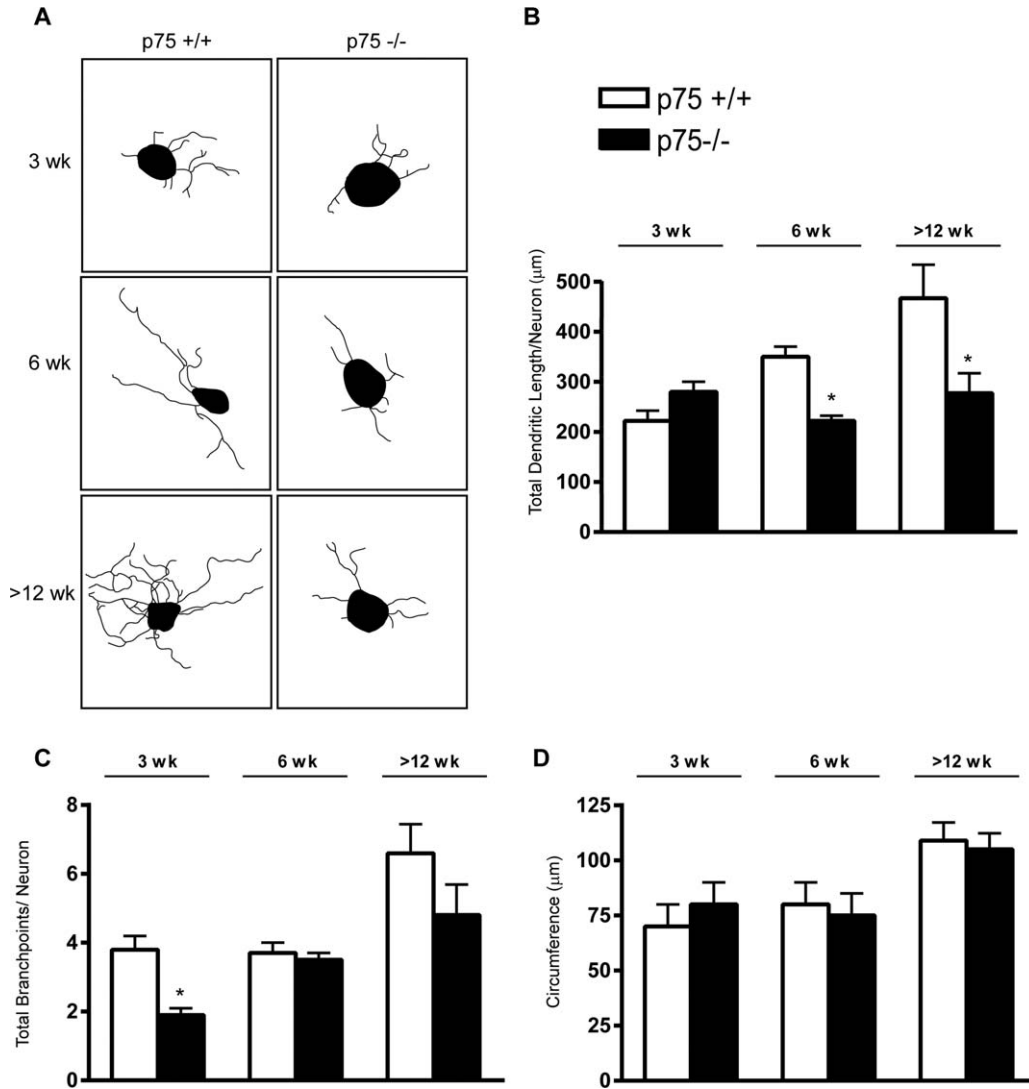 A
p75 +/+ p75 -/-
3 wk
6 wk
>12 wk
B
p75 +/+
p75-/-
3 wk 6 wk >12 wk
Total Dendritic Length/Neuron (μm)
500
400
300
200
100
0
*
*
C
3 wk 6 wk >12 wk
Total Branchpoints/ Neuron
8
6
4
2
0
*
D
3 wk 6 wk >12 wk
Circumference (μm)
125
100
75
50
25
0